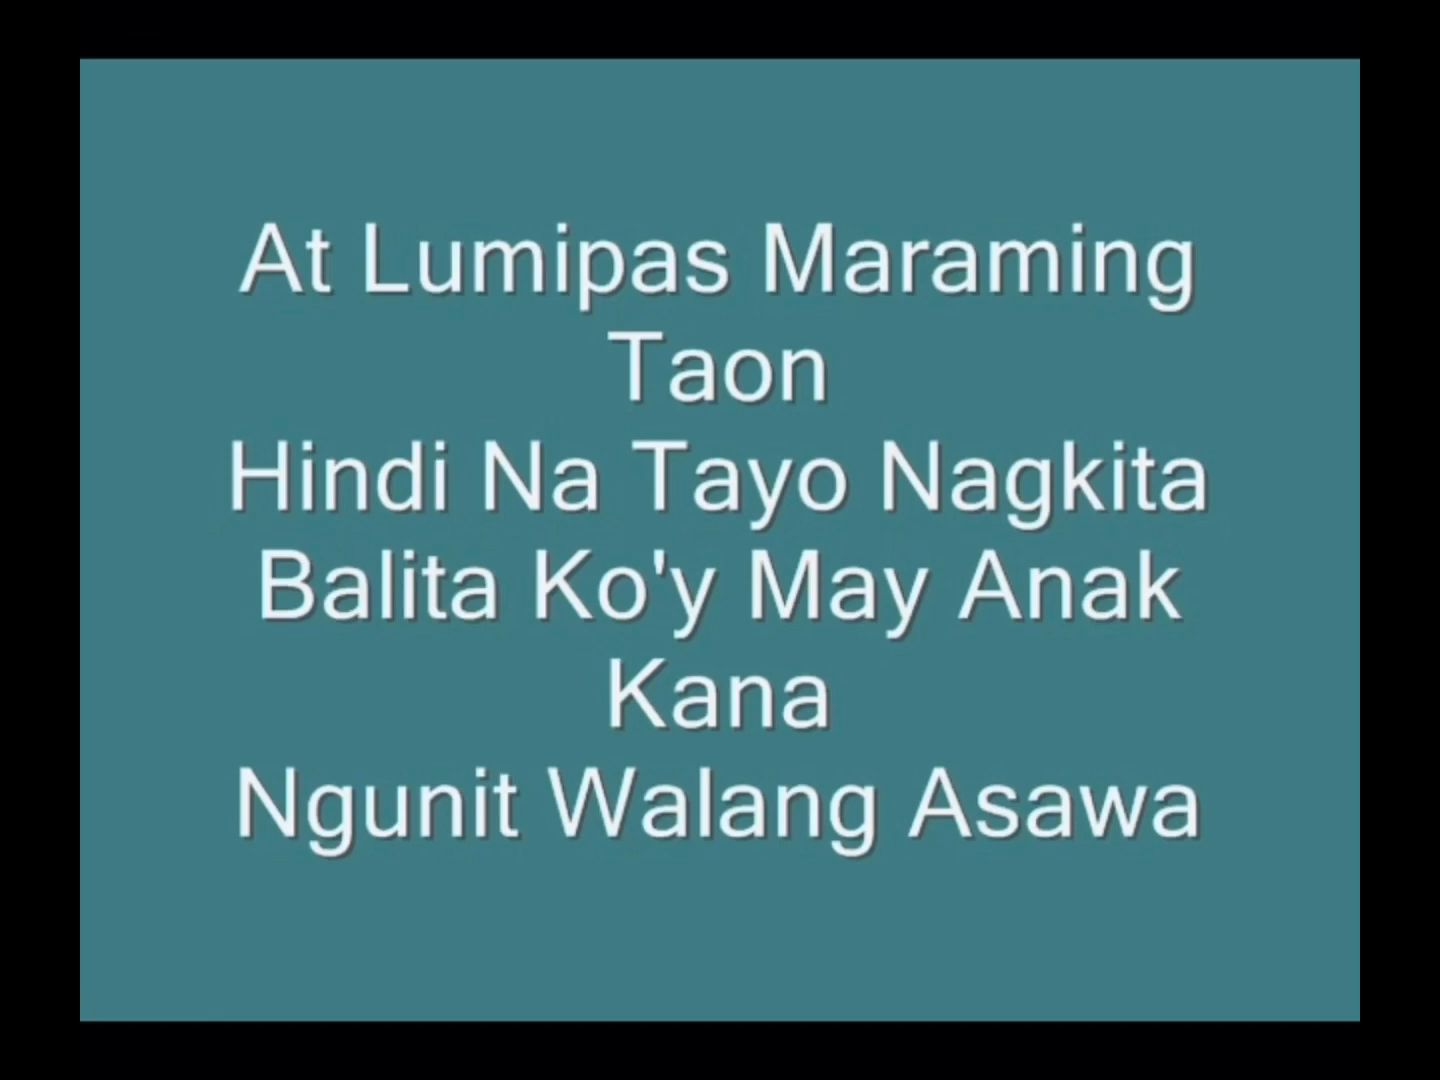 At Lumipas Maraming
Taon
Hindi Na Tayo Nagkita
Balita Ko'y May Anak
Kana
Ngunit Walang Asawa